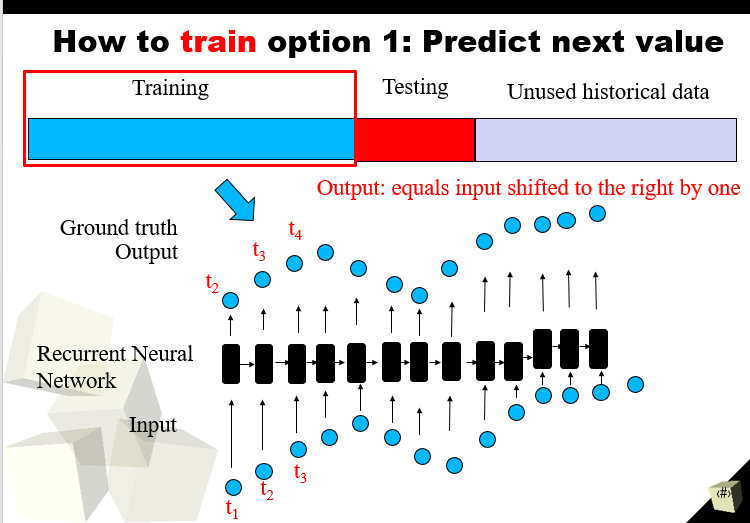 How to train option 1: Predict next value
Training
Testing
Unused historical data
Output: equals input shifted to the right by one
Ground truth
Output
t2
t3
t4
Recurrent Neural
Network
Input
t1
t2
t3
‹#›